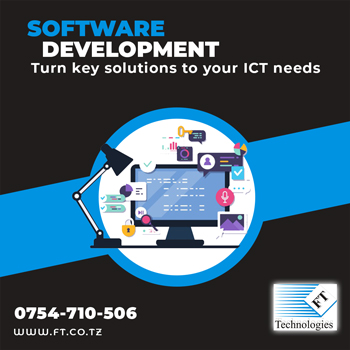 SOFTWARE
DEVELOPMENT
Turn key solutions to your ICT needs
0754-710-506
WWW.FT.CO.TZ
FT
Technologies